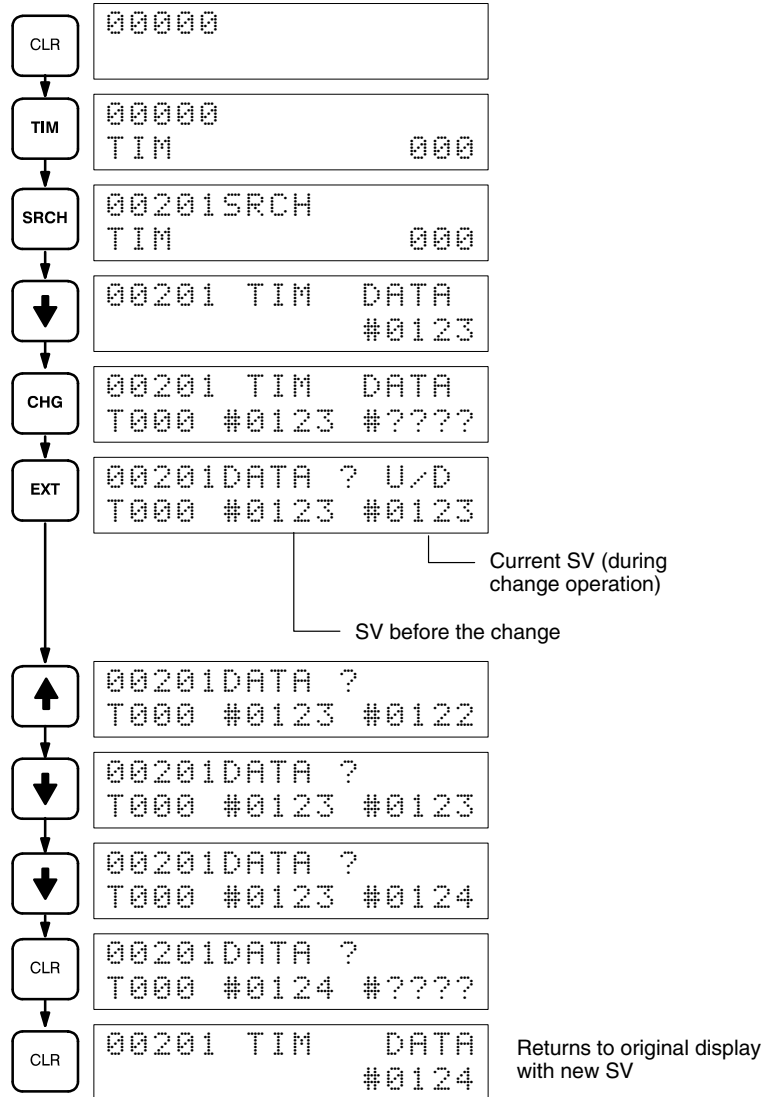 CLR
00000
TIM
00000
TIM 000
SRCH
00201SRCH
TIM 000
00201 TIM DATA
#0123
CHG
00201 TIM DATA
T000 #0123 #????
EXT
00201DATA ? U/D
T000 #0123 #0123
Current SV (during
change operation)
SV before the change
00201DATA ?
T000 #0123 #0122
00201DATA ?
T000 #0123 #0123
00201DATA ?
T000 #0123 #0124
CLR
00201DATA ?
T000 #0124 #????
CLR
00201 TIM DATA
#0124
Returns to original display
with new SV